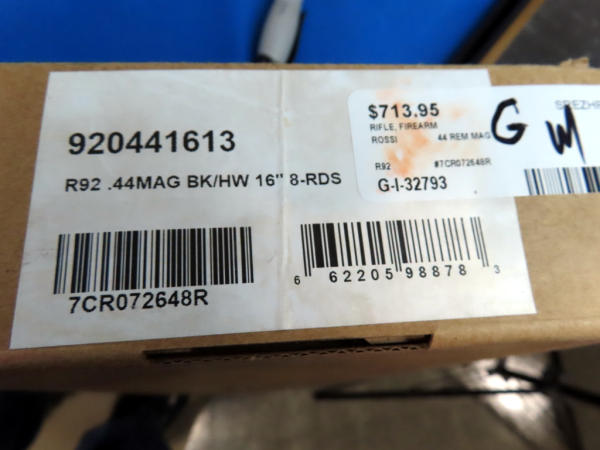 920441613
R92 .44MAG BK/HW 16" 8-RDS
7CR072648R
6 62205 98878 3
$713.95
RIFLE, FIREARM
ROSSI 44 REM MAG
R92 #7CR072648R
G-I-32793
G M